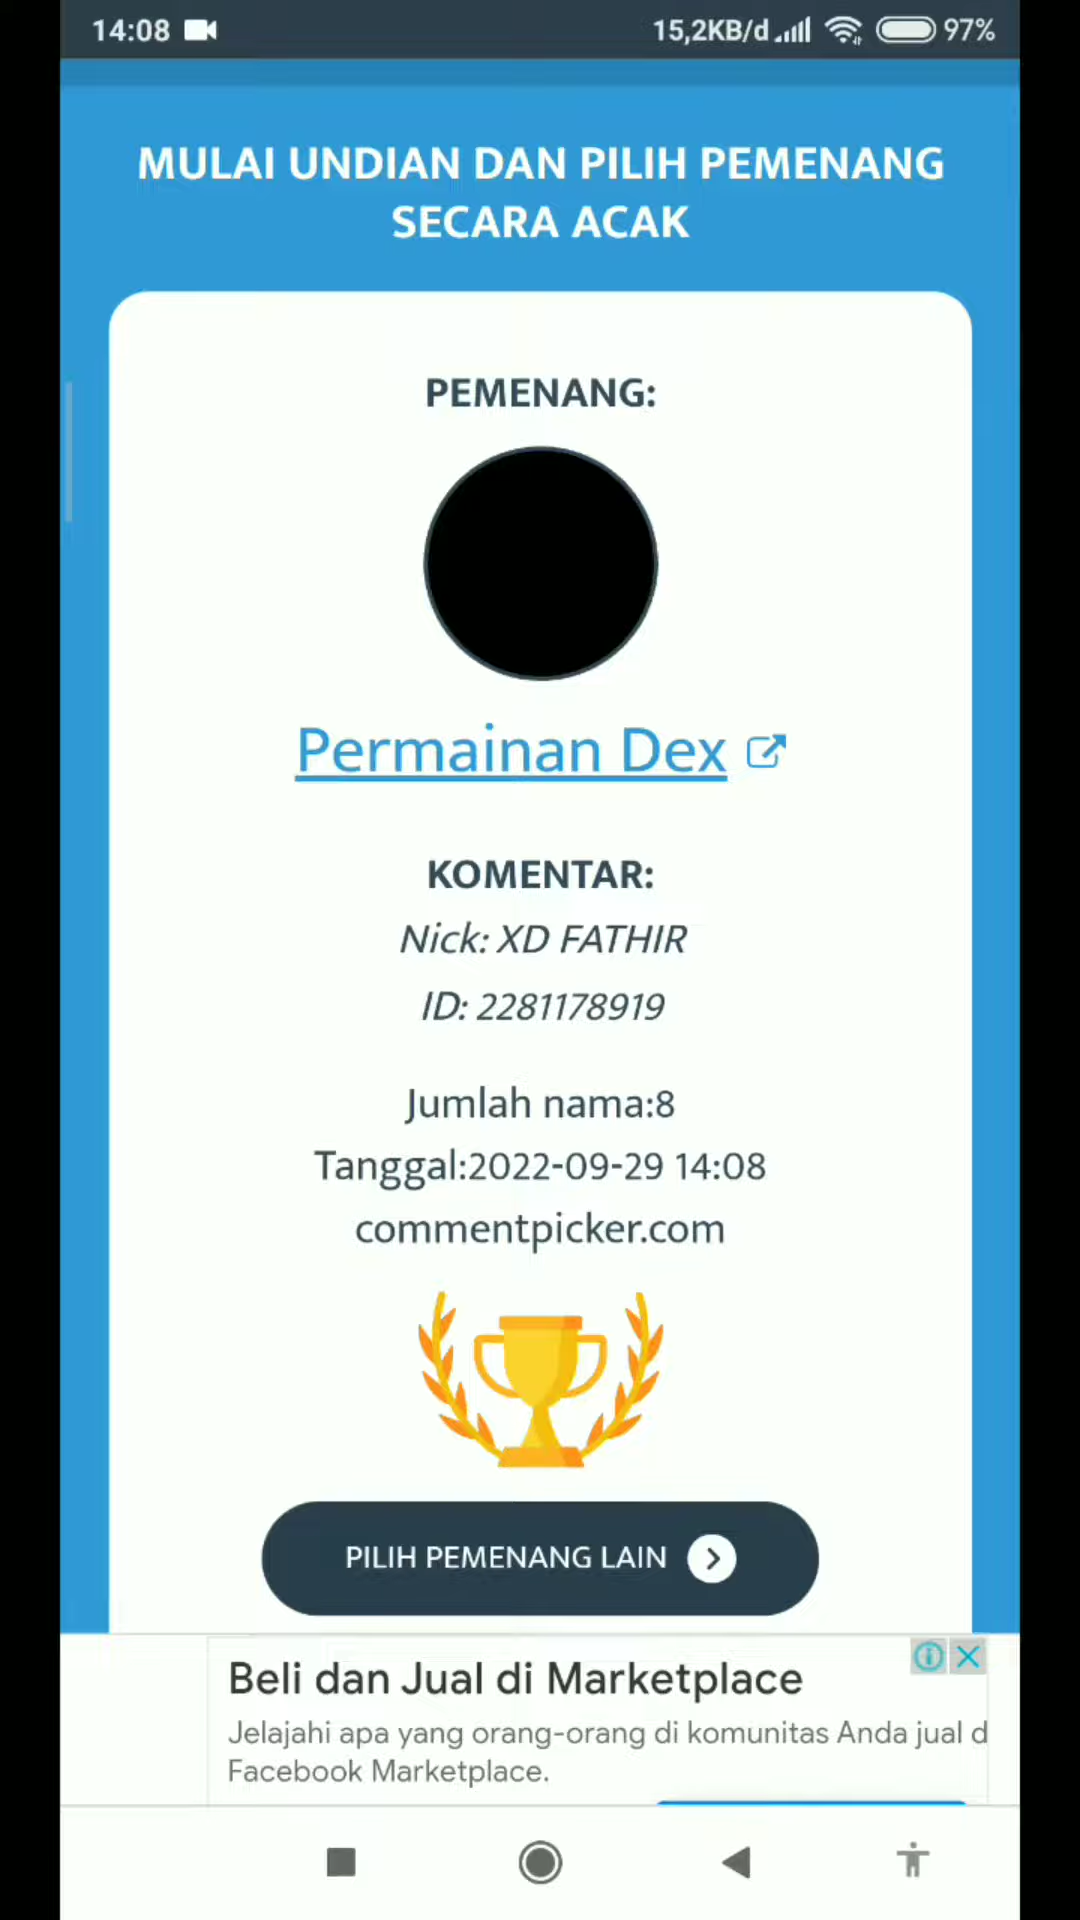 14:08 15,2KB/d 97%
MULAI UNDIAN DAN PILIH PEMENANG
SECARA ACAK
PEMENANG:
Permainan Dex
KOMENTAR:
Nick: XD FATHIR
ID: 2281178919
Jumlah nama:8
Tanggal:2022-09-29 14:08
commentpicker.com
PILIH PEMENANG LAIN
Beli dan Jual di Marketplace
Jelajahi apa yang orang-orang di komunitas Anda jual d
Facebook Marketplace.